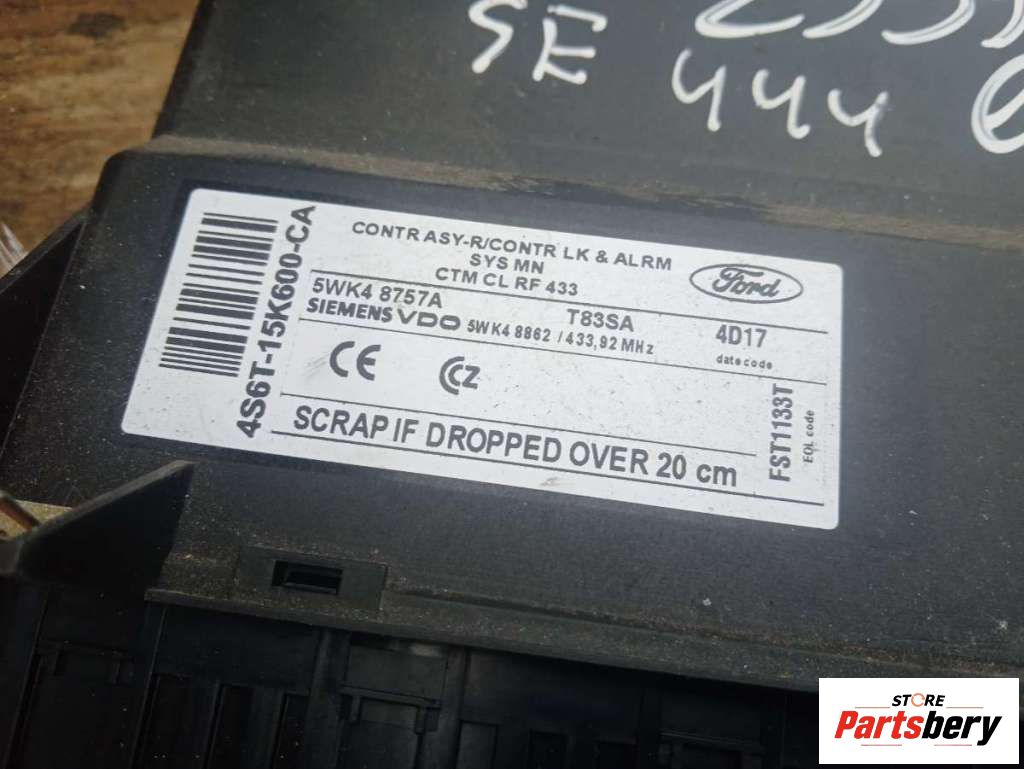 SE
444
4S6T-15K600-CA
CONTR ASY-R/CONTR LK & ALRM
SYS MN
CTM CL RF 433
Ford
5WK4 8757A T83SA 4D17
SIEMENS VDO 5WK4 8862 / 433,92 MHz date code
CE CCZ
SCRAP IF DROPPED OVER 20 cm
FST1133T
EOL code
STORE
Partsbery